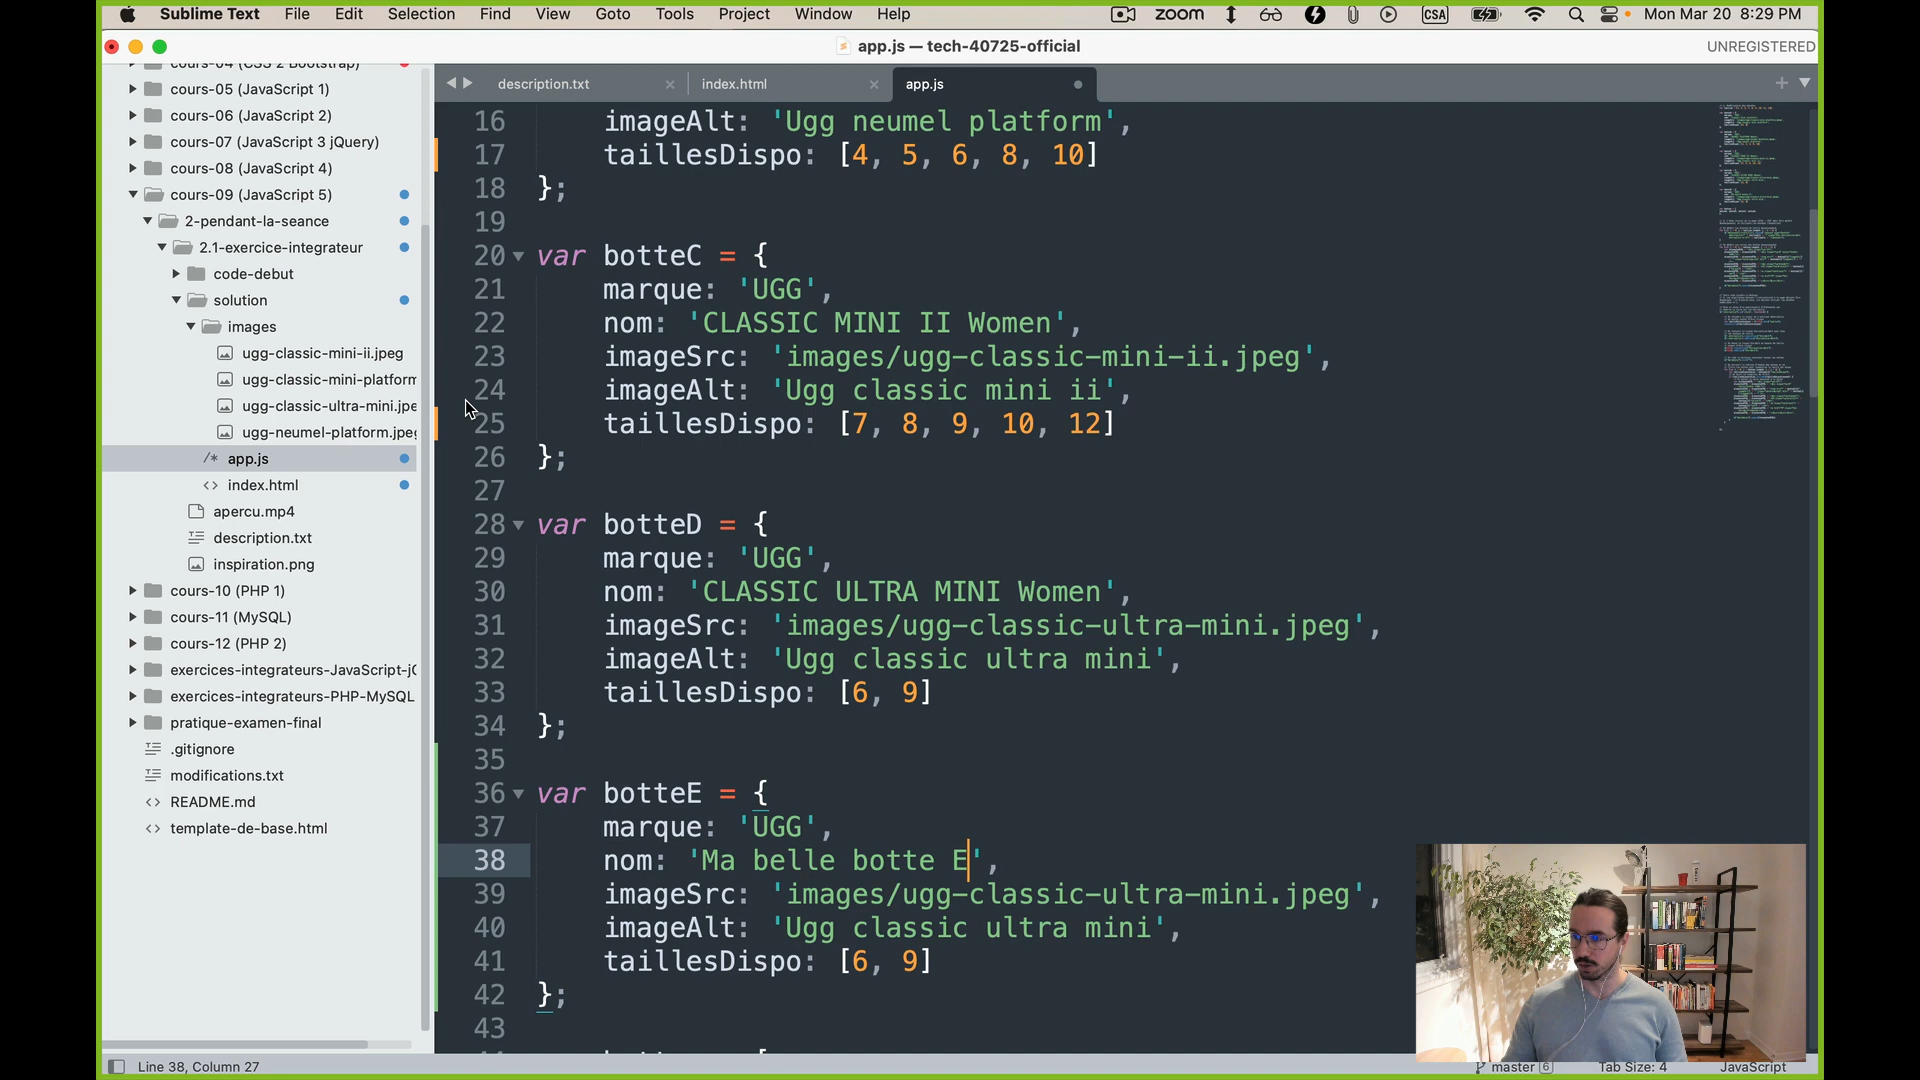 Sublime Text File Edit Selection Find View Goto Tools Project Window Help zoom CSA Mon Mar 20 8:29 PM
app.js — tech-40725-official UNREGISTERED
cours-04 (CSS 2 Bootstrap)
cours-05 (JavaScript 1)
cours-06 (JavaScript 2)
cours-07 (JavaScript 3 jQuery)
cours-08 (JavaScript 4)
cours-09 (JavaScript 5)
2-pendant-la-seance
2.1-exercice-integrateur
code-debut
solution
images
ugg-classic-mini-ii.jpeg
ugg-classic-mini-platform
ugg-classic-ultra-mini.jpe
ugg-neumel-platform.jpeg
/* app.js
<> index.html
apercu.mp4
description.txt
inspiration.png
cours-10 (PHP 1)
cours-11 (MySQL)
cours-12 (PHP 2)
exercices-integrateurs-JavaScript-jQ
exercices-integrateurs-PHP-MySQL
pratique-examen-final
.gitignore
modifications.txt
<> README.md
<> template-de-base.html
description.txt index.html app.js
16 imageAlt: 'Ugg neumel platform',
17 taillesDispo: [4, 5, 6, 8, 10]
18 };
19
20 var botteC = {
21 marque: 'UGG',
22 nom: 'CLASSIC MINI II Women',
23 imageSrc: 'images/ugg-classic-mini-ii.jpeg',
24 imageAlt: 'Ugg classic mini ii',
25 taillesDispo: [7, 8, 9, 10, 12]
26 };
27
28 var botteD = {
29 marque: 'UGG',
30 nom: 'CLASSIC ULTRA MINI Women',
31 imageSrc: 'images/ugg-classic-ultra-mini.jpeg',
32 imageAlt: 'Ugg classic ultra mini',
33 taillesDispo: [6, 9]
34 };
35
36 var botteE = {
37 marque: 'UGG',
38 nom: 'Ma belle botte E',
39 imageSrc: 'images/ugg-classic-ultra-mini.jpeg',
40 imageAlt: 'Ugg classic ultra mini',
41 taillesDispo: [6, 9]
42 };
43
Line 38, Column 27 master 6 Tab Size: 4 JavaScript